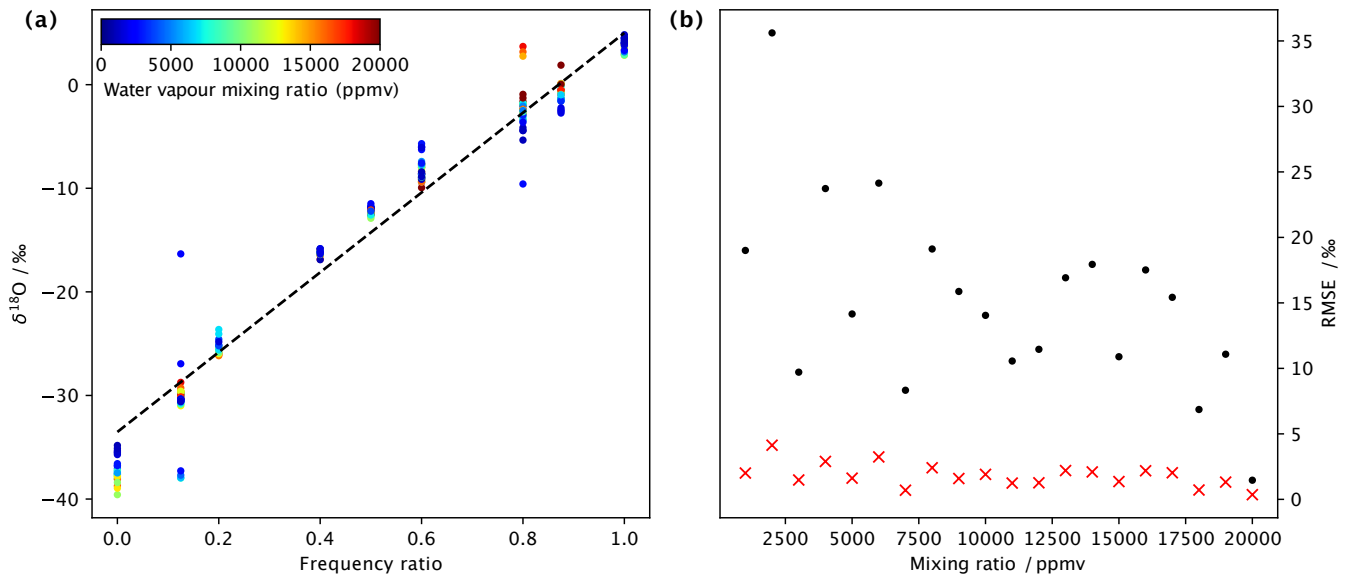 (a)
0 5000 10000 15000 20000
Water vapour mixing ratio (ppmv)
0
−10
−20
−30
−40
δ¹⁸O / ‰
0.0 0.2 0.4 0.6 0.8 1.0
Frequency ratio
(b)
35
30
25
20
15
10
5
0
RMSE / ‰
2500 5000 7500 10000 12500 15000 17500 20000
Mixing ratio / ppmv